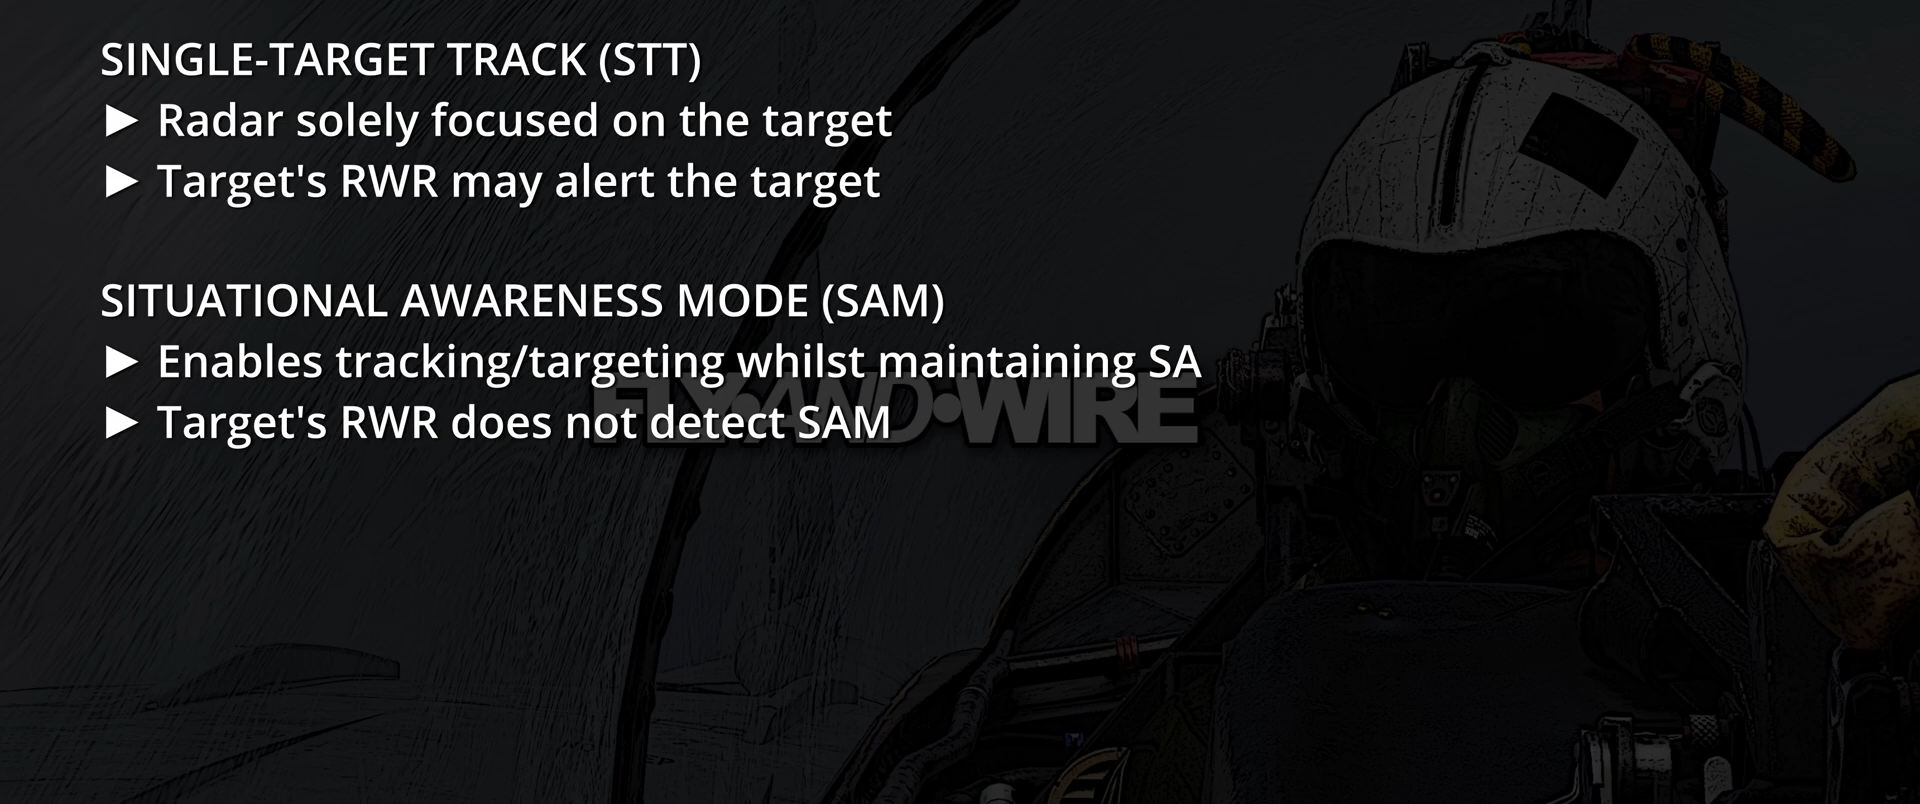 SINGLE-TARGET TRACK (STT)
► Radar solely focused on the target
► Target's RWR may alert the target
SITUATIONAL AWARENESS MODE (SAM)
► Enables tracking/targeting whilst maintaining SA
► Target's RWR does not detect SAM
FLY•AND•WIRE